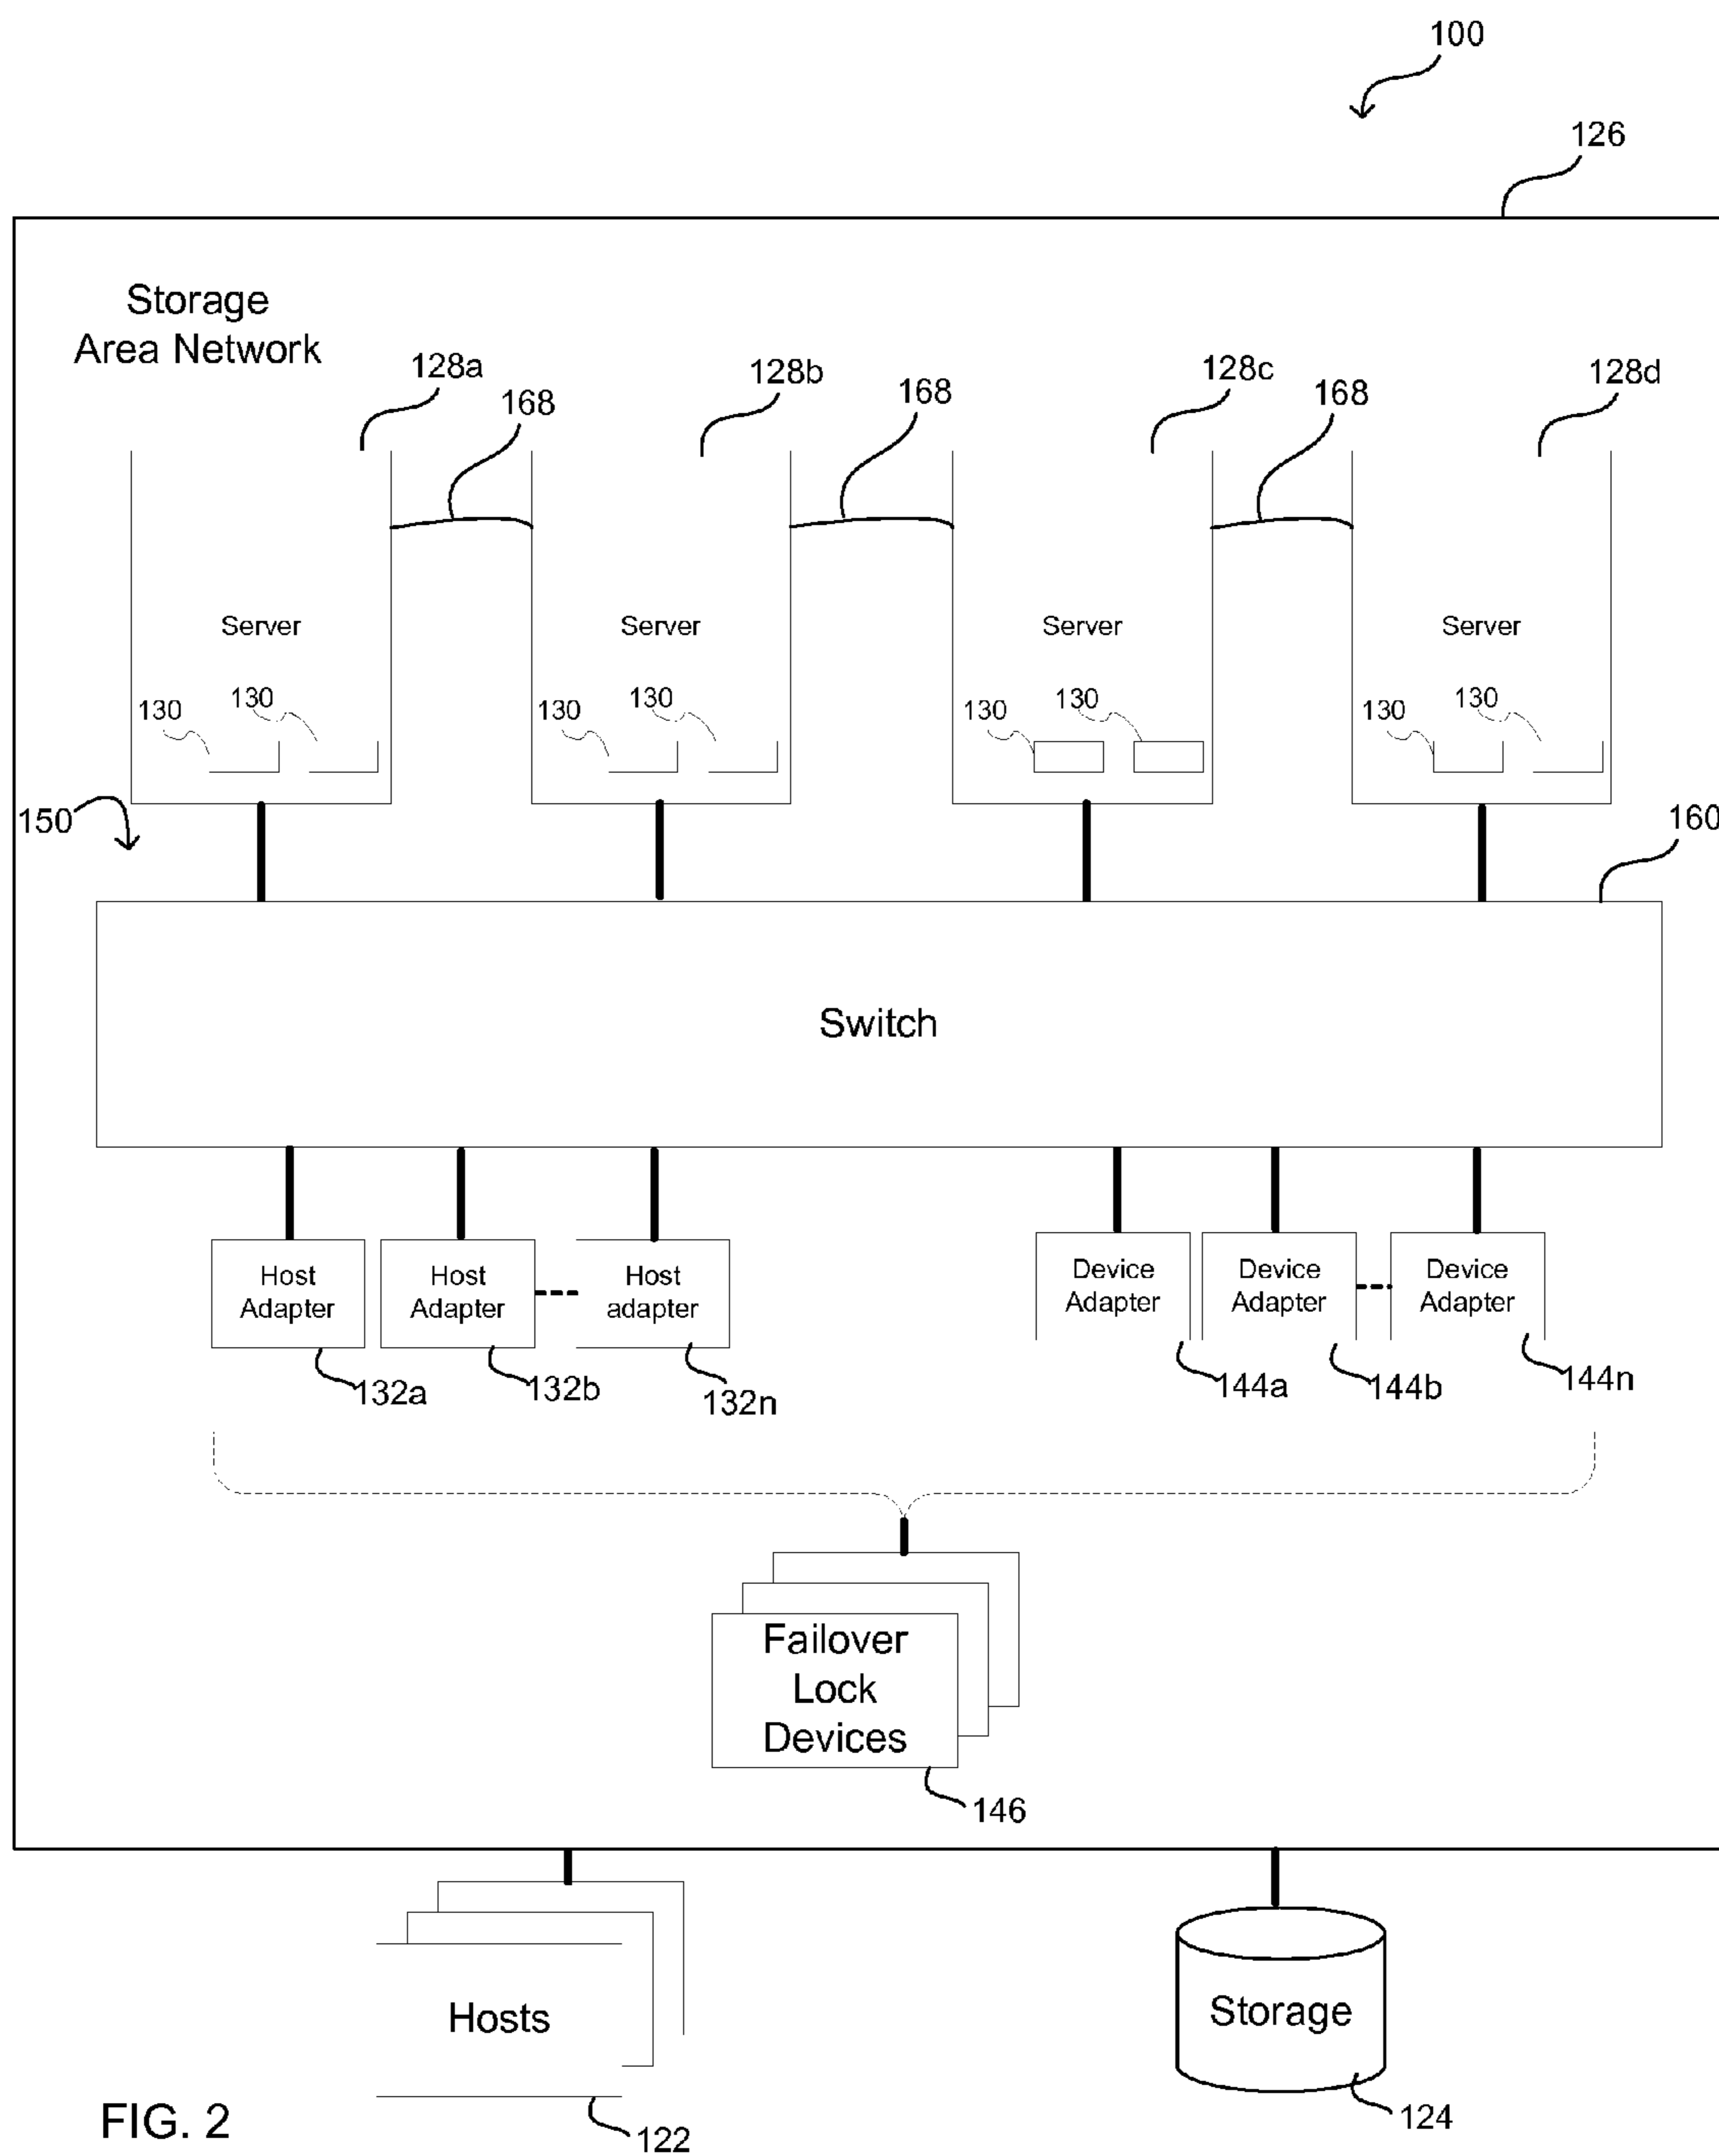 100
126
Storage
Area Network
128a
168
128b
168
128c
168
128d
Server
Server
Server
Server
130
130
130
130
130
130
130
130
150
160
Switch
Host
Adapter
Host
Adapter
Host
adapter
Device
Adapter
Device
Adapter
Device
Adapter
132a
132b
132n
144a
144b
144n
Failover
Lock
Devices
146
Hosts
Storage
122
124
FIG. 2